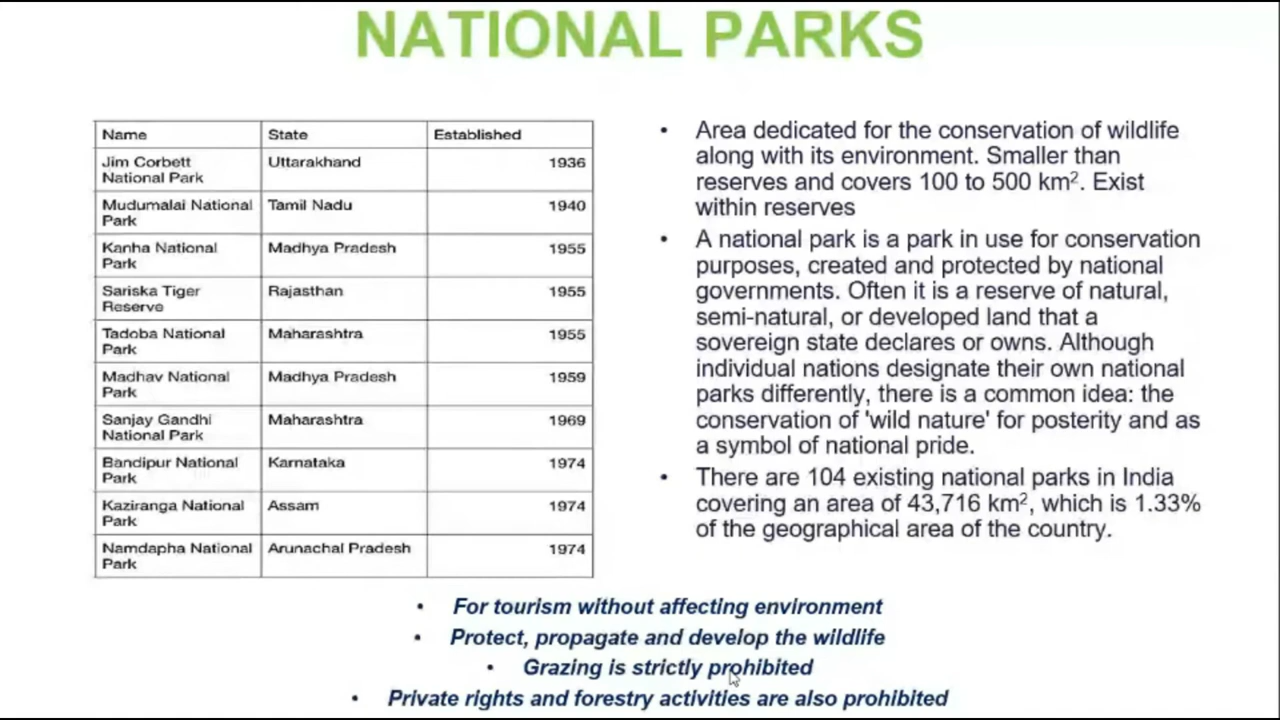 NATIONAL PARKS
Name State Established
Jim Corbett Uttarakhand 1936
National Park
Mudumalai National Tamil Nadu 1940
Park
Kanha National Madhya Pradesh 1955
Park
Sariska Tiger Rajasthan 1955
Reserve
Tadoba National Maharashtra 1955
Park
Madhav National Madhya Pradesh 1959
Park
Sanjay Gandhi Maharashtra 1969
National Park
Bandipur National Karnataka 1974
Park
Kaziranga National Assam 1974
Park
Namdapha National Arunachal Pradesh 1974
Park
• Area dedicated for the conservation of wildlife
along with its environment. Smaller than
reserves and covers 100 to 500 km². Exist
within reserves
• A national park is a park in use for conservation
purposes, created and protected by national
governments. Often it is a reserve of natural,
semi-natural, or developed land that a
sovereign state declares or owns. Although
individual nations designate their own national
parks differently, there is a common idea: the
conservation of 'wild nature' for posterity and as
a symbol of national pride.
• There are 104 existing national parks in India
covering an area of 43,716 km², which is 1.33%
of the geographical area of the country.
• For tourism without affecting environment
• Protect, propagate and develop the wildlife
• Grazing is strictly prohibited
• Private rights and forestry activities are also prohibited